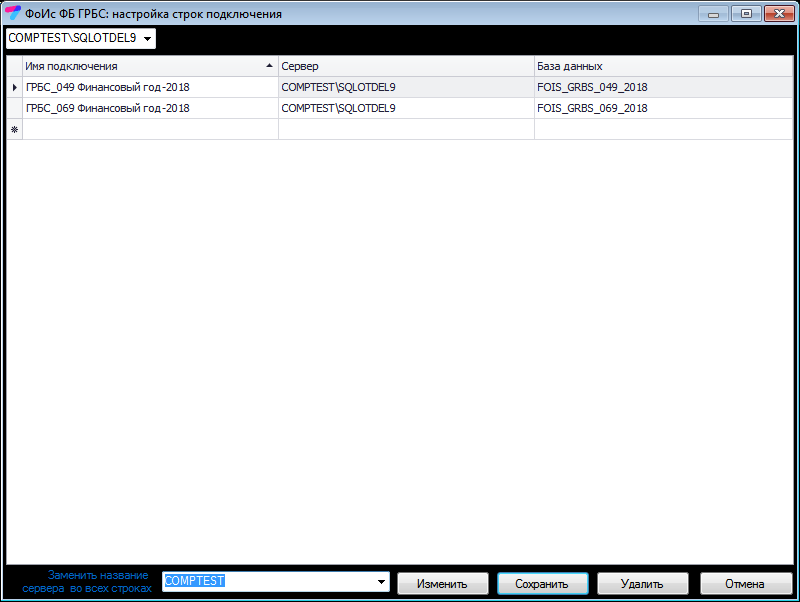 ФоИс ФБ ГРБС: настройка строк подключения
COMPTEST\SQLOTDEL9
Имя подключения Сервер База данных
ГРБС_049 Финансовый год-2018 COMPTEST\SQLOTDEL9 FOIS_GRBS_049_2018
ГРБС_069 Финансовый год-2018 COMPTEST\SQLOTDEL9 FOIS_GRBS_069_2018
Заменить название
сервера во всех строках
COMPTEST Изменить Сохранить Удалить Отмена